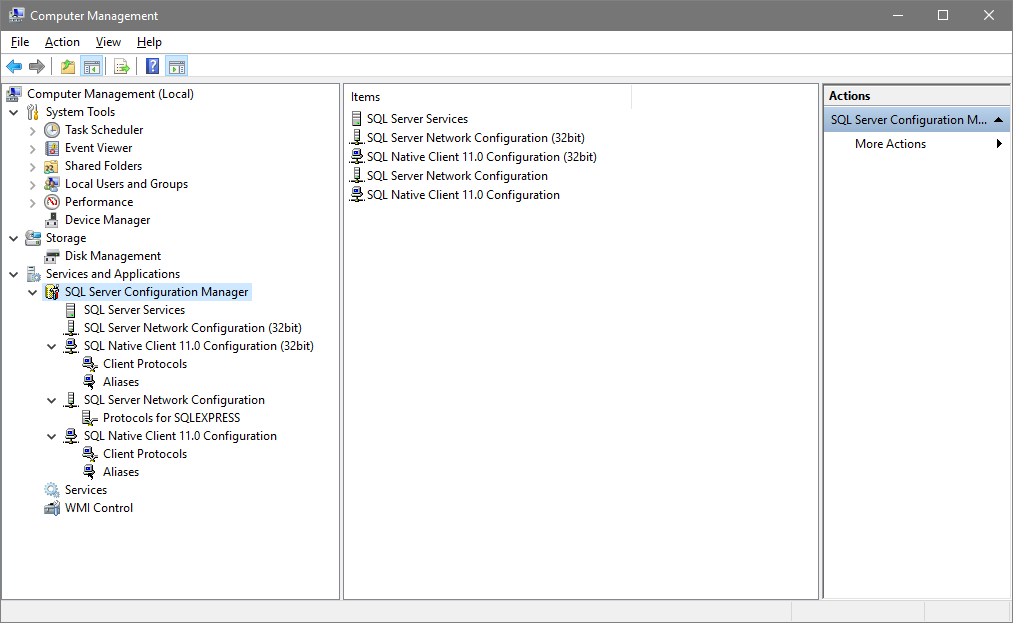 Computer Management
File Action View Help
Computer Management (Local)
System Tools
Task Scheduler
Event Viewer
Shared Folders
Local Users and Groups
Performance
Device Manager
Storage
Disk Management
Services and Applications
SQL Server Configuration Manager
SQL Server Services
SQL Server Network Configuration (32bit)
SQL Native Client 11.0 Configuration (32bit)
Client Protocols
Aliases
SQL Server Network Configuration
Protocols for SQLEXPRESS
SQL Native Client 11.0 Configuration
Client Protocols
Aliases
Services
WMI Control
Items
SQL Server Services
SQL Server Network Configuration (32bit)
SQL Native Client 11.0 Configuration (32bit)
SQL Server Network Configuration
SQL Native Client 11.0 Configuration
Actions
SQL Server Configuration M...
More Actions